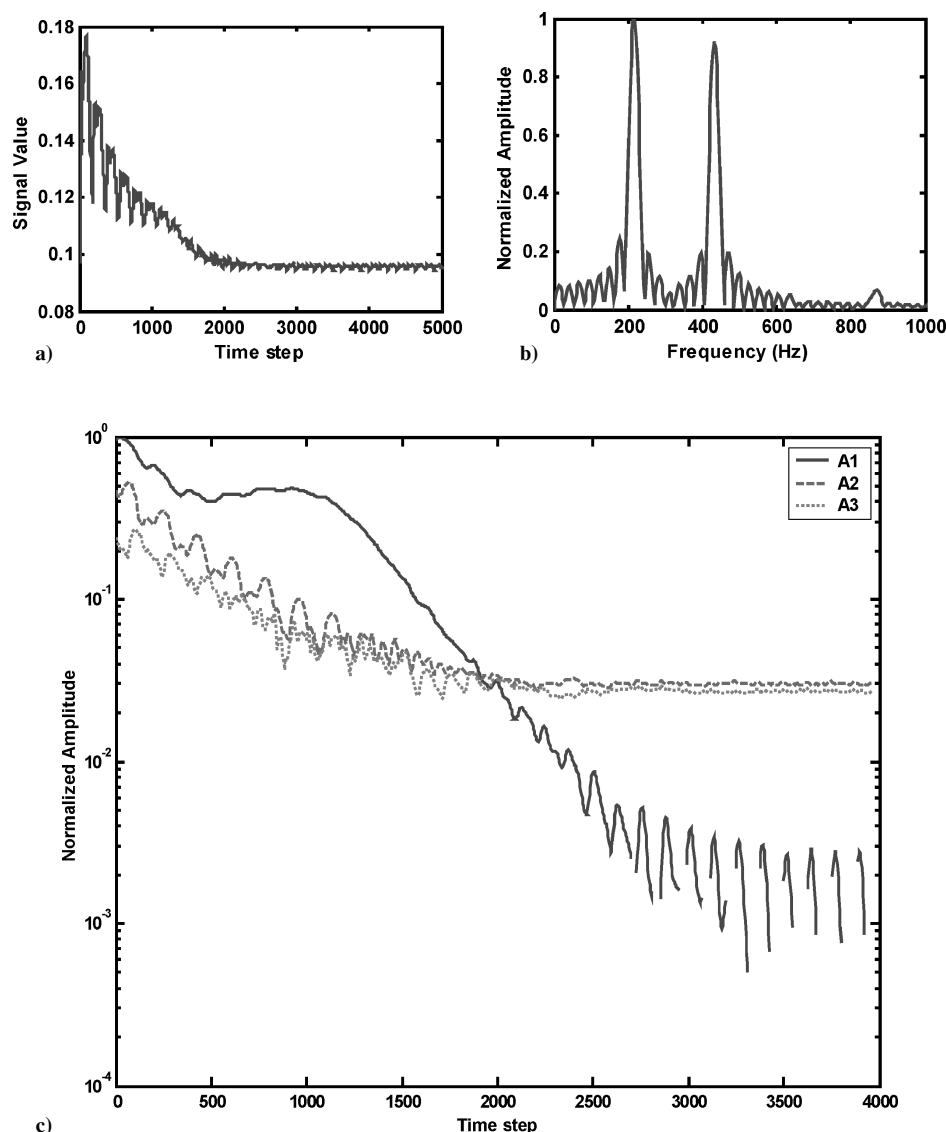 0.18
0.16
0.14
0.12
0.1
0.08
Signal Value
0 1000 2000 3000 4000 5000
Time step
a)
1
0.8
0.6
0.4
0.2
0
Normalized Amplitude
0 200 400 600 800 1000
Frequency (Hz)
b)
10^0
10^-1
10^-2
10^-3
10^-4
Normalized Amplitude
A1
A2
A3
0 500 1000 1500 2000 2500 3000 3500 4000
Time step
c)